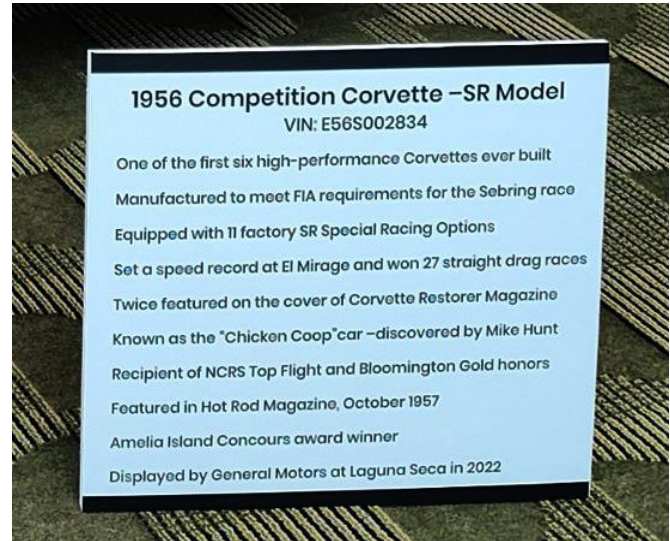 1956 Competition Corvette –SR Model
VIN: E56S002834
One of the first six high-performance Corvettes ever built
Manufactured to meet FIA requirements for the Sebring race
Equipped with 11 factory SR Special Racing Options
Set a speed record at El Mirage and won 27 straight drag races
Twice featured on the cover of Corvette Restorer Magazine
Known as the "Chicken Coop"car –discovered by Mike Hunt
Recipient of NCRS Top Flight and Bloomington Gold honors
Featured in Hot Rod Magazine, October 1957
Amelia Island Concours award winner
Displayed by General Motors at Laguna Seca in 2022